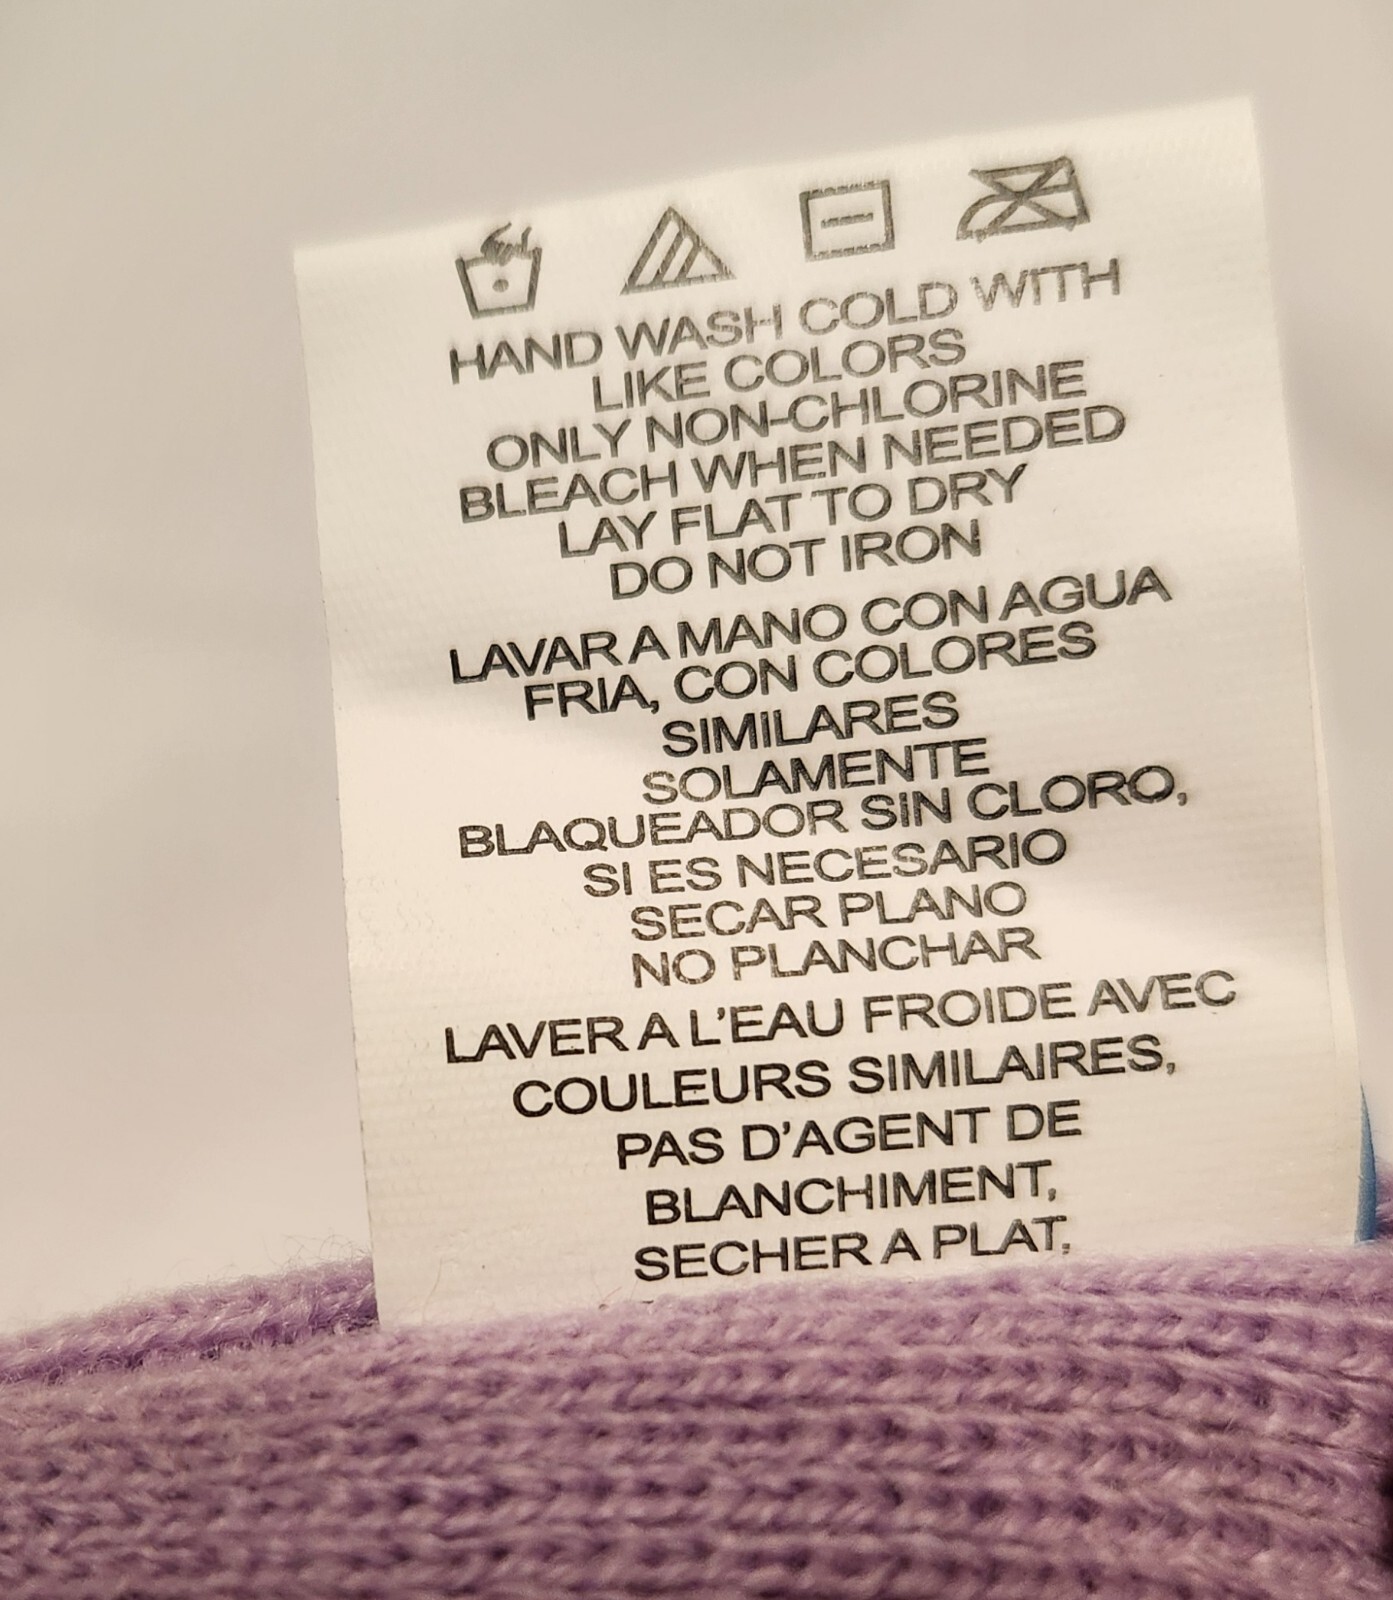 HAND WASH COLD WITH
LIKE COLORS
ONLY NON-CHLORINE
BLEACH WHEN NEEDED
LAY FLAT TO DRY
DO NOT IRON
LAVAR A MANO CON AGUA
FRIA, CON COLORES
SIMILARES
SOLAMENTE
BLAQUEADOR SIN CLORO,
SI ES NECESARIO
SECAR PLANO
NO PLANCHAR
LAVER A L'EAU FROIDE AVEC
COULEURS SIMILAIRES,
PAS D'AGENT DE
BLANCHIMENT,
SECHER A PLAT,